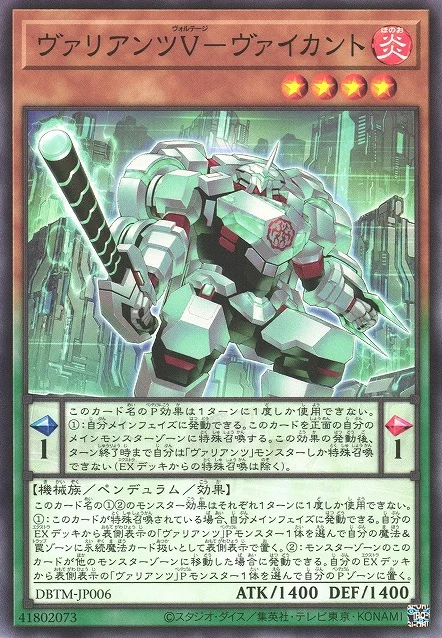 ヴォルテージ
ヴァリアンツV－ヴァイカント
ほのお
炎
このカード名のP効果は１ターンに１度しか使用できない。
①：自分メインフェイズに発動できる。このカードを正面の自分の
メインモンスターゾーンに特殊召喚する。この効果の発動後、
ターン終了時まで自分は「ヴァリアンツ」モンスターしか特殊召喚できない
（EXデッキからの特殊召喚は除く）。
1
1
【機械族／ペンデュラム／効果】
このカード名の①②のモンスター効果はそれぞれ１ターンに１度しか使用できない。
①：このカードが特殊召喚されている場合、自分メインフェイズに発動できる。自分の
EXデッキから表側表示の「ヴァリアンツ」Pモンスター１体を選んで自分の魔法＆
罠ゾーンに永続魔法カード扱いとして表側表示で置く。②：モンスターゾーンのこ
のカードが他のモンスターゾーンに移動した場合に発動できる。自分のEXデッキ
から表側表示の「ヴァリアンツ」Pモンスター１体を選んで自分のPゾーンに置く。
DBTM-JP006
ATK/1400 DEF/1400
41802073
©スタジオ・ダイス／集英社・テレビ東京・KONAMI